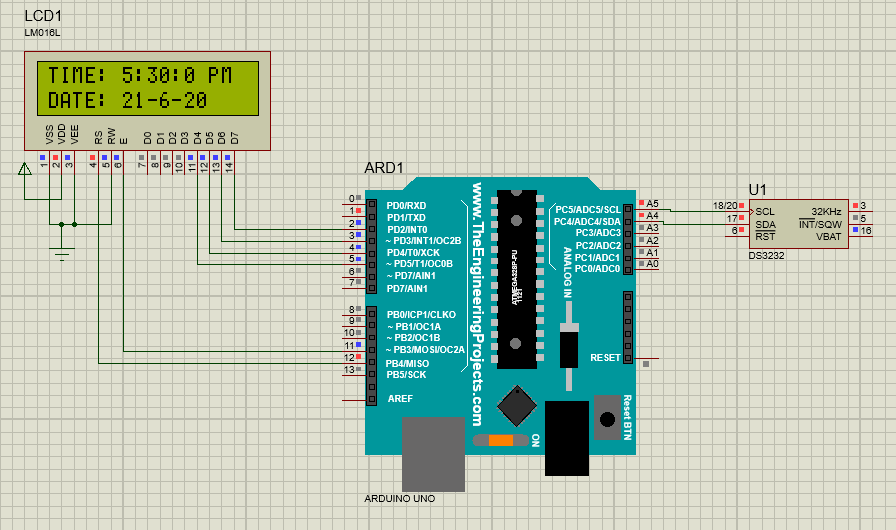 LCD1
LM016L
TIME: 5:30:0 PM
DATE: 21-6-20
VSS VDD VEE RS RW E D0 D1 D2 D3 D4 D5 D6 D7
1 2 3 4 5 6 7 8 9 10 11 12 13 14
ARD1
0 PD0/RXD
1 PD1/TXD
2 PD2/INT0
3 ~ PD3/INT1/OC2B
4 PD4/T0/XCK
5 ~ PD5/T1/OC0B
6 ~ PD7/AIN1
7 PD7/AIN1
8 PB0/ICP1/CLKO
9 ~ PB1/OC1A
10 ~ PB2/OC1B
11 ~ PB3/MOSI/OC2A
12 PB4/MISO
13 PB5/SCK
AREF
www.TheEngineeringProjects.com
ATMEGA328P-PU
1121
PC5/ADC5/SCL A5
PC4/ADC4/SDA A4
PC3/ADC3 A3
PC2/ADC2 A2
PC1/ADC1 A1
PC0/ADC0 A0
ANALOG IN
RESET
Reset BTN
ON
ARDUINO UNO
U1
18/20 SCL 32KHz 3
17 SDA INT/SQW 5
6 RST VBAT 16
DS3232